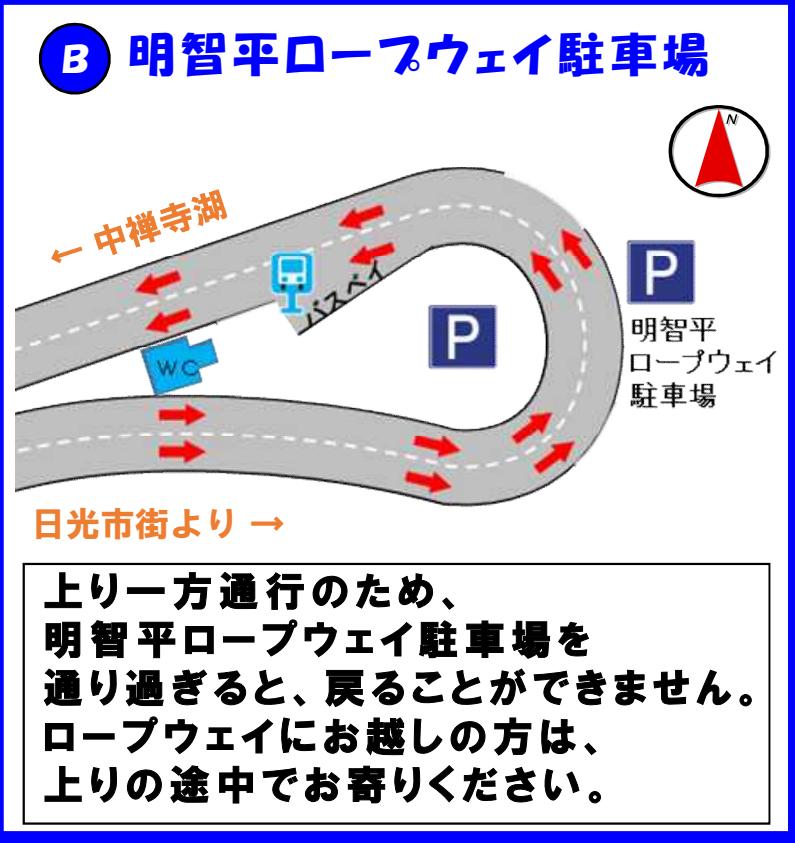 B 明智平ロープウェイ駐車場
N
← 中禅寺湖
バスベイ
P
P
明智平
ロープウェイ
駐車場
WC
日光市街より →
上り一方通行のため、
明智平ロープウェイ駐車場を
通り過ぎると、戻ることができません。
ロープウェイにお越しの方は、
上りの途中でお寄りください。